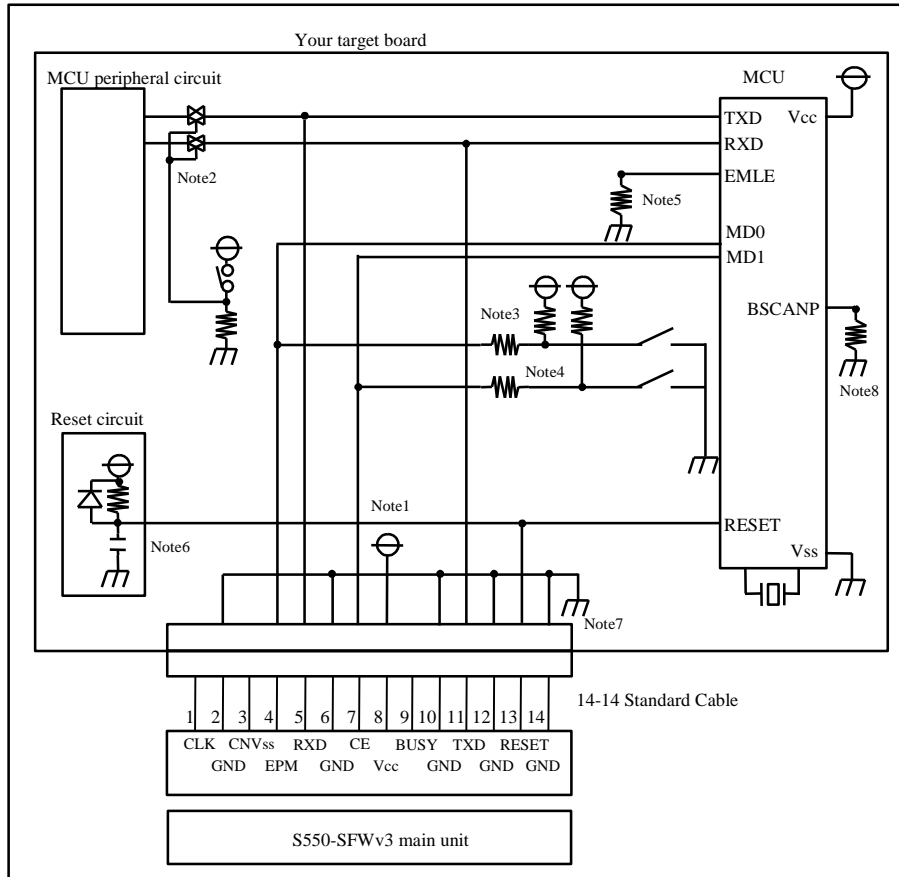 Your target board
MCU peripheral circuit
MCU
TXD
Vcc
RXD
Note2
EMLE
Note5
MD0
MD1
BSCANP
Note3
Note4
Note8
Reset circuit
Note1
Note6
RESET
Vss
Note7
14-14 Standard Cable
1 2 3 4 5 6 7 8 9 10 11 12 13 14
CLK CNVss RXD CE BUSY TXD RESET
GND EPM GND Vcc GND GND GND
S550-SFWv3 main unit